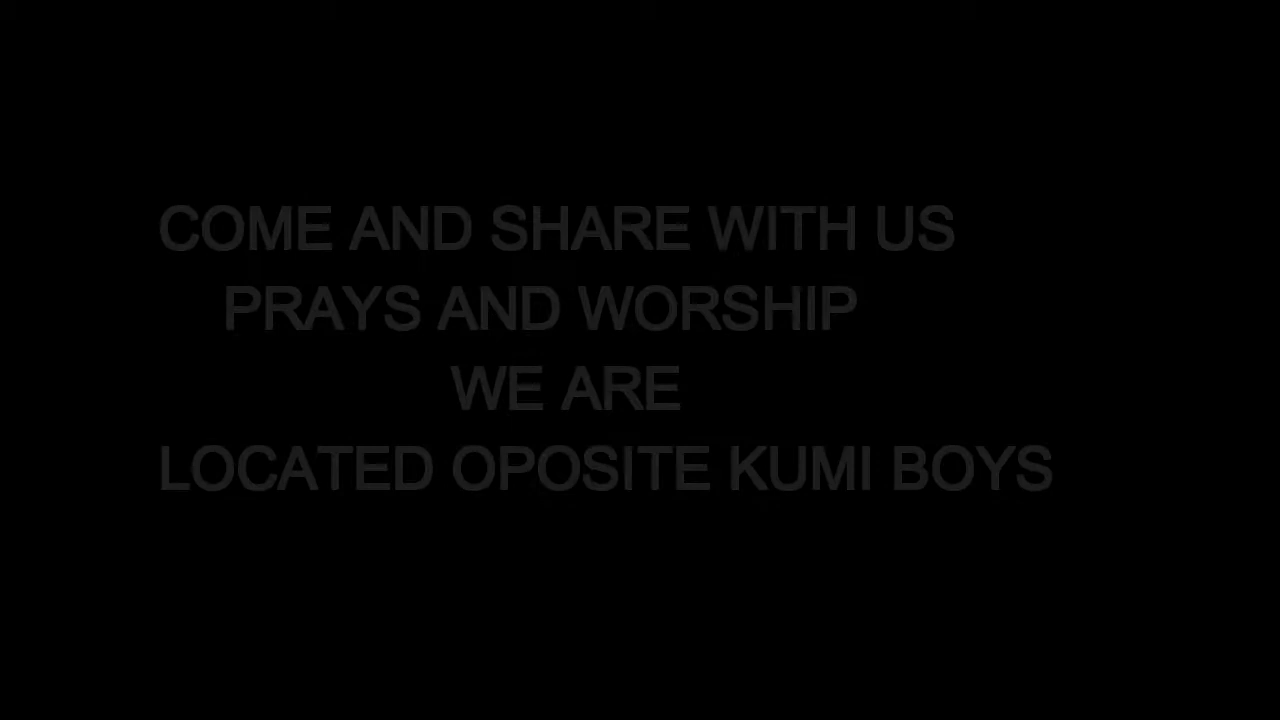 COME AND SHARE WITH US
PRAYS AND WORSHIP
WE ARE
LOCATED OPOSITE KUMI BOYS